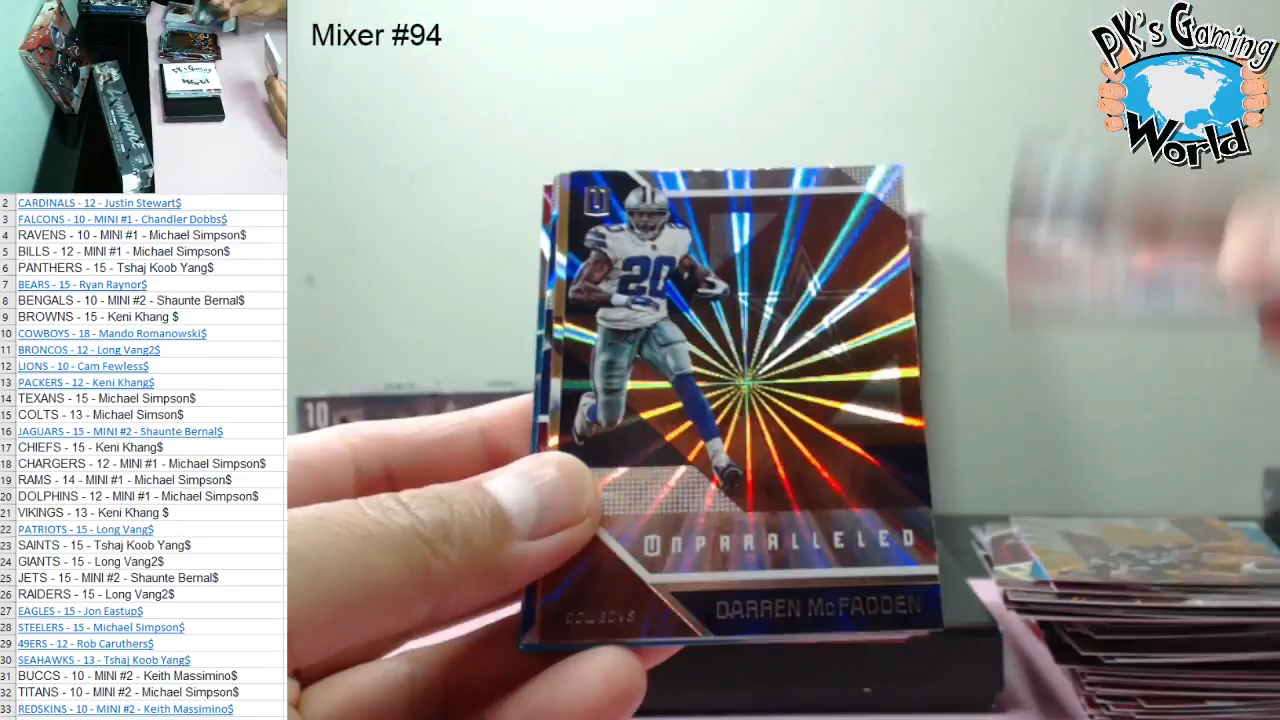 Mixer #94
PK's Gaming
World
LUMINANCE
2 CARDINALS - 12 - Justin Stewart$
3 FALCONS - 10 - MINI #1 - Chandler Dobbs$
4 RAVENS - 10 - MINI #1 - Michael Simpson$
5 BILLS - 12 - MINI #1 - Michael Simpson$
6 PANTHERS - 15 - Tshaj Koob Yang$
7 BEARS - 15 - Ryan Raynor$
8 BENGALS - 10 - MINI #2 - Shaunte Bernal$
9 BROWNS - 15 - Keni Khang $
10 COWBOYS - 18 - Mando Romanowski$
11 BRONCOS - 12 - Long Vang2$
12 LIONS - 10 - Cam Fewless$
13 PACKERS - 12 - Keni Khang$
14 TEXANS - 15 - Michael Simpson$
15 COLTS - 13 - Michael Simson$
16 JAGUARS - 15 - MINI #2 - Shaunte Bernal$
17 CHIEFS - 15 - Keni Khang$
18 CHARGERS - 12 - MINI #1 - Michael Simpson$
19 RAMS - 14 - MINI #1 - Michael Simpson$
20 DOLPHINS - 12 - MINI #1 - Michael Simpson$
21 VIKINGS - 13 - Keni Khang $
22 PATRIOTS - 15 - Long Vang$
23 SAINTS - 15 - Tshaj Koob Yang$
24 GIANTS - 15 - Long Vang2$
25 JETS - 15 - MINI #2 - Shaunte Bernal$
26 RAIDERS - 15 - Long Vang2$
27 EAGLES - 15 - Jon Eastup$
28 STEELERS - 15 - Michael Simpson$
29 49ERS - 12 - Rob Caruthers$
30 SEAHAWKS - 13 - Tshaj Koob Yang$
31 BUCCS - 10 - MINI #2 - Keith Massimino$
32 TITANS - 10 - MINI #2 - Michael Simpson$
33 REDSKINS - 10 - MINI #2 - Keith Massimino$
20
UNPARALLELED
DARREN McFADDEN
COWBOYS
10